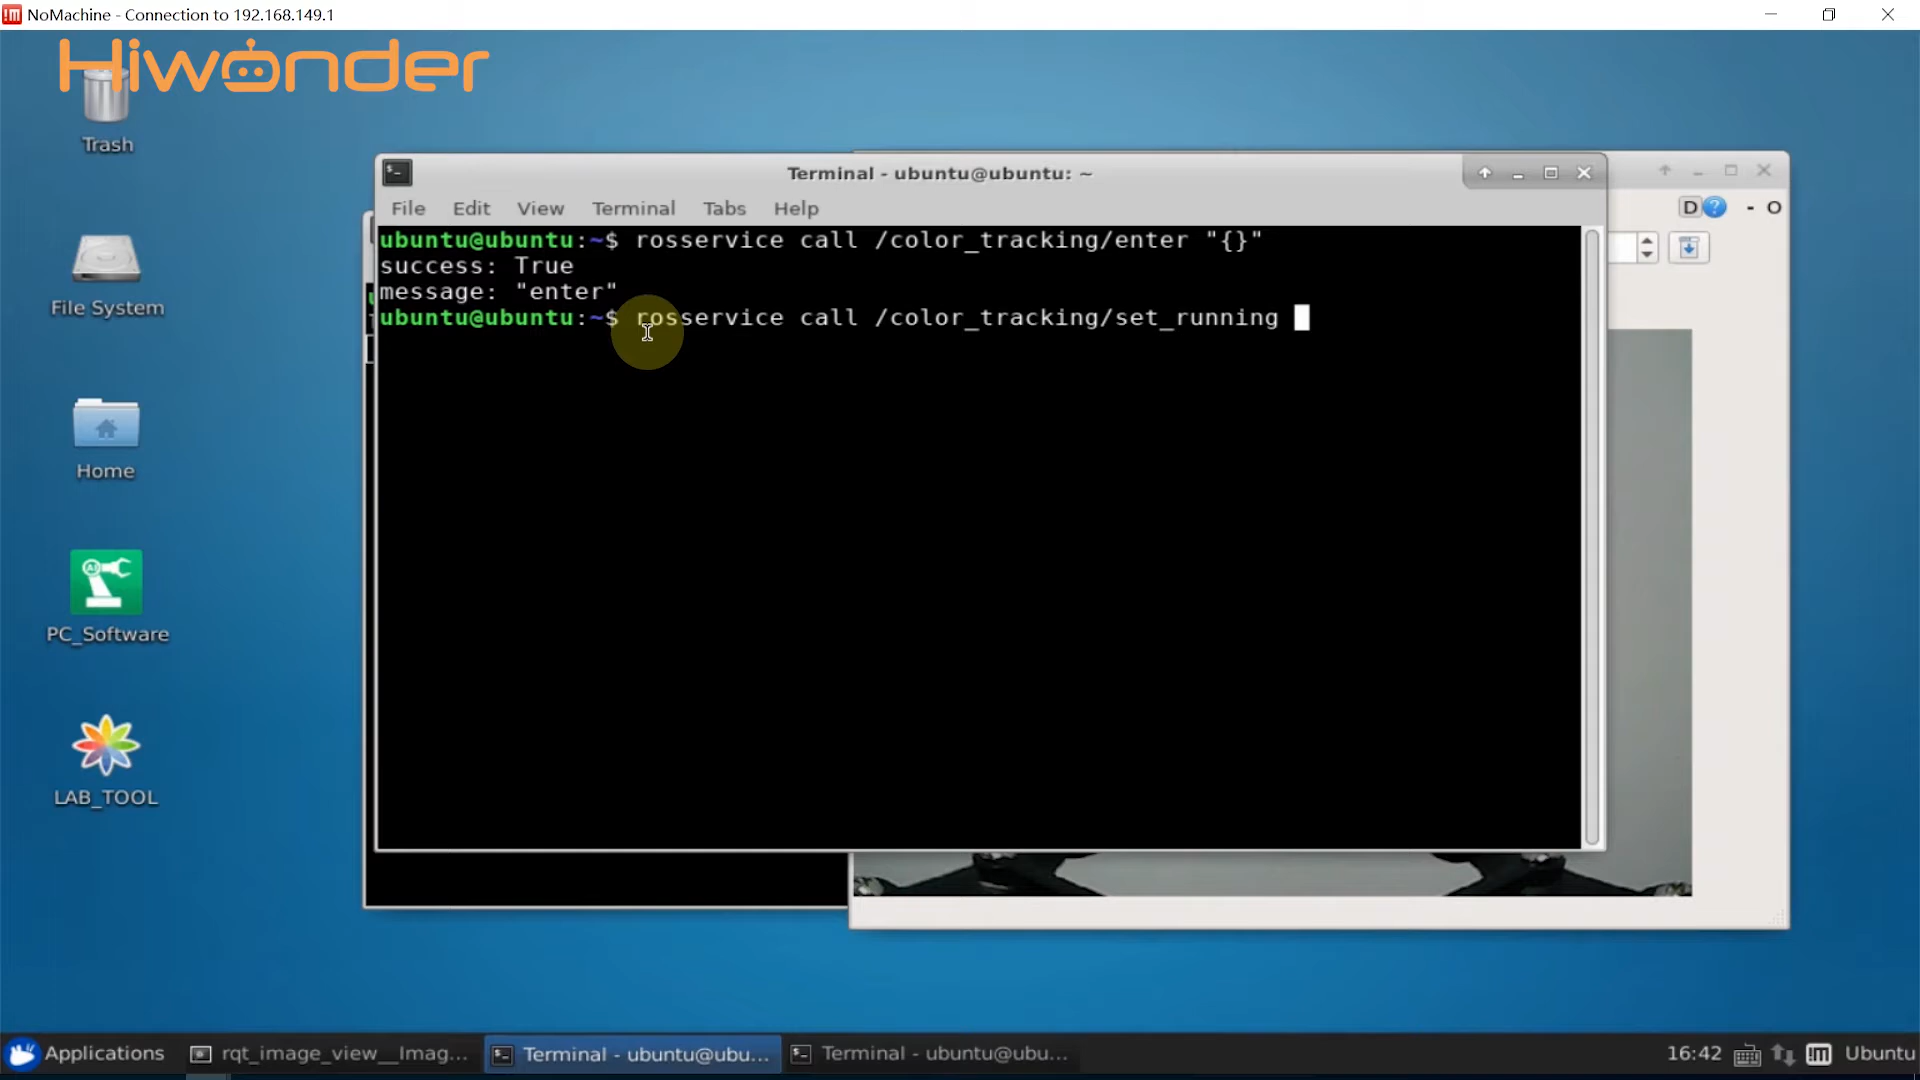 NoMachine - Connection to 192.168.149.1
Hiwonder
Trash
File System
Home
PC_Software
LAB_TOOL
Terminal - ubuntu@ubuntu: ~
File Edit View Terminal Tabs Help
ubuntu@ubuntu:~$ rosservice call /color_tracking/enter "{}"
success: True
message: "enter"
ubuntu@ubuntu:~$ rosservice call /color_tracking/set_running
D ? - O
Applications
rqt_image_view__Imag...
Terminal - ubuntu@ubu...
Terminal - ubuntu@ubu...
16:42
Ubuntu